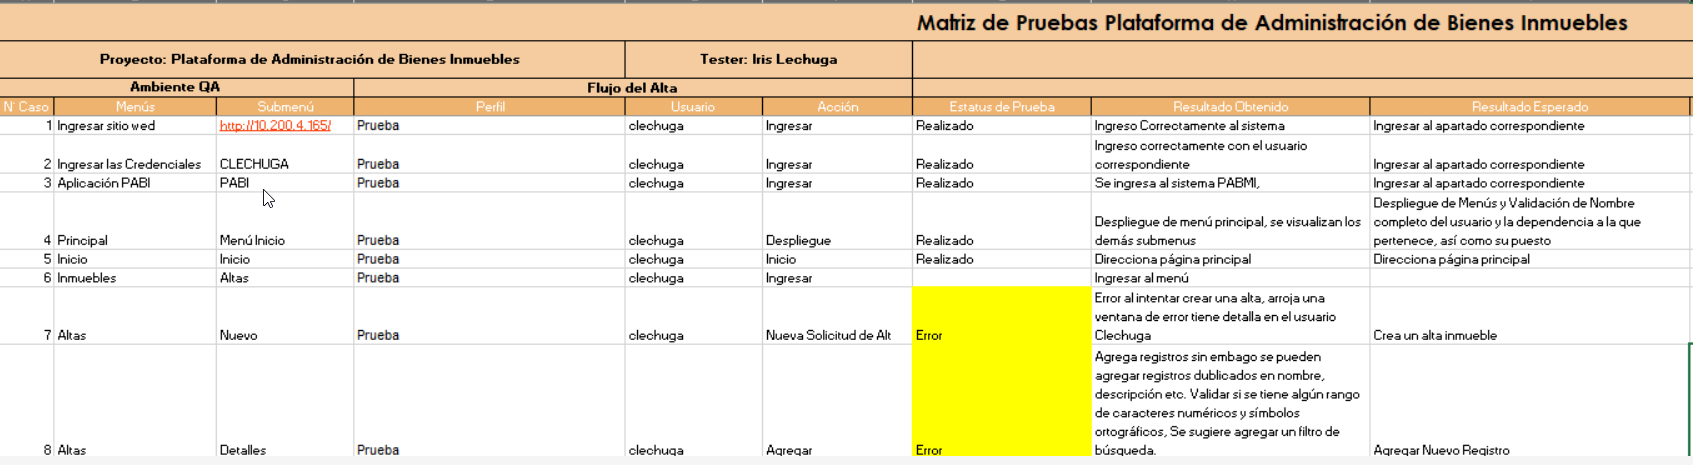 Matriz de Pruebas Plataforma de Administración de Bienes Inmuebles
Proyecto: Plataforma de Administración de Bienes Inmuebles Tester: Iris Lechuga
Ambiente QA Flujo del Alta
N° Caso Menús Submenú Perfil Usuario Acción Estatus de Prueba Resultado Obtenido Resultado Esperado
1 Ingresar sitio wed http://10.200.4.165/ Prueba clechuga Ingresar Realizado Ingreso Correctamente al sistema Ingresar al apartado correspondiente
Ingreso correctamente con el usuario
2 Ingresar las Credenciales CLECHUGA Prueba clechuga Ingresar Realizado correspondiente Ingresar al apartado correspondiente
3 Aplicación PABI PABI Prueba clechuga Ingresar Realizado Se ingresa al sistema PABMI, Ingresar al apartado correspondiente
Despliegue de Menús y Validación de Nombre
Despliegue de menú principal, se visualizan los completo del usuario y la dependencia a la que
4 Principal Menú Inicio Prueba clechuga Despliegue Realizado demás submenus pertenece, así como su puesto
5 Inicio Inicio Prueba clechuga Inicio Realizado Direcciona página principal Direcciona página principal
6 Inmuebles Altas Prueba clechuga Ingresar Ingresar al menú
Error al intentar crear una alta, arroja una
ventana de error tiene detalla en el usuario
7 Altas Nuevo Prueba clechuga Nueva Solicitud de Alt Error Clechuga Crea un alta inmueble
Agrega registros sin embago se pueden
agregar registros dublicados en nombre,
descripción etc. Validar si se tiene algún rango
de caracteres numéricos y símbolos
ortográficos, Se sugiere agregar un filtro de
8 Altas Detalles Prueba clechuga Agregar Error búsqueda. Agregar Nuevo Registro